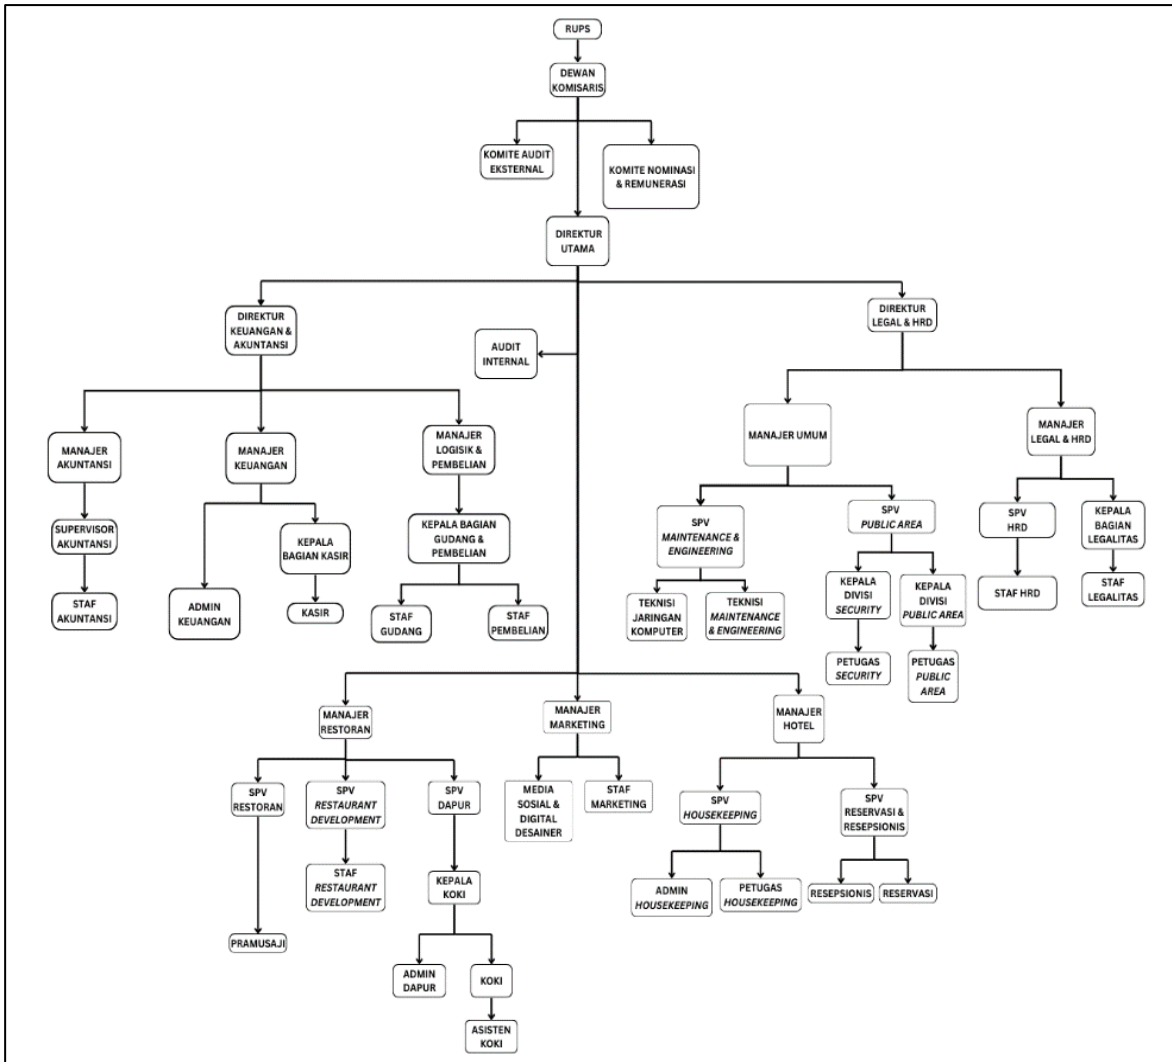 RUPS
DEWAN
KOMISARIS
KOMITE AUDIT
EKSTERNAL
KOMITE NOMINASI
& REMUNERASI
DIREKTUR
UTAMA
DIREKTUR
KEUANGAN &
AKUNTANSI
AUDIT
INTERNAL
DIREKTUR
LEGAL & HRD
MANAJER
AKUNTANSI
MANAJER
KEUANGAN
MANAJER
LOGISIK &
PEMBELIAN
MANAJER UMUM
MANAJER
LEGAL & HRD
SUPERVISOR
AKUNTANSI
KEPALA
BAGIAN KASIR
KEPALA BAGIAN
GUDANG &
PEMBELIAN
SPV
MAINTENANCE &
ENGINEERING
SPV
PUBLIC AREA
SPV
HRD
KEPALA
BAGIAN
LEGALITAS
STAF
AKUNTANSI
ADMIN
KEUANGAN
KASIR
STAF
GUDANG
STAF
PEMBELIAN
TEKNISI
JARINGAN
KOMPUTER
TEKNISI
MAINTENANCE
& ENGINEERING
KEPALA
DIVISI
SECURITY
KEPALA
DIVISI
PUBLIC AREA
STAF HRD
STAF
LEGALITAS
PETUGAS
SECURITY
PETUGAS
PUBLIC
AREA
MANAJER
RESTORAN
MANAJER
MARKETING
MANAJER
HOTEL
SPV
RESTORAN
SPV
RESTAURANT
DEVELOPMENT
SPV
DAPUR
MEDIA
SOSIAL &
DIGITAL
DESAINER
STAF
MARKETING
SPV
HOUSEKEEPING
SPV
RESERVASI &
RESEPSIONIS
STAF
RESTAURANT
DEVELOPMENT
KEPALA
KOKI
ADMIN
HOUSEKEEPING
PETUGAS
HOUSEKEEPING
RESEPSIONIS
RESERVASI
PRAMUSAJI
ADMIN
DAPUR
KOKI
ASISTEN
KOKI